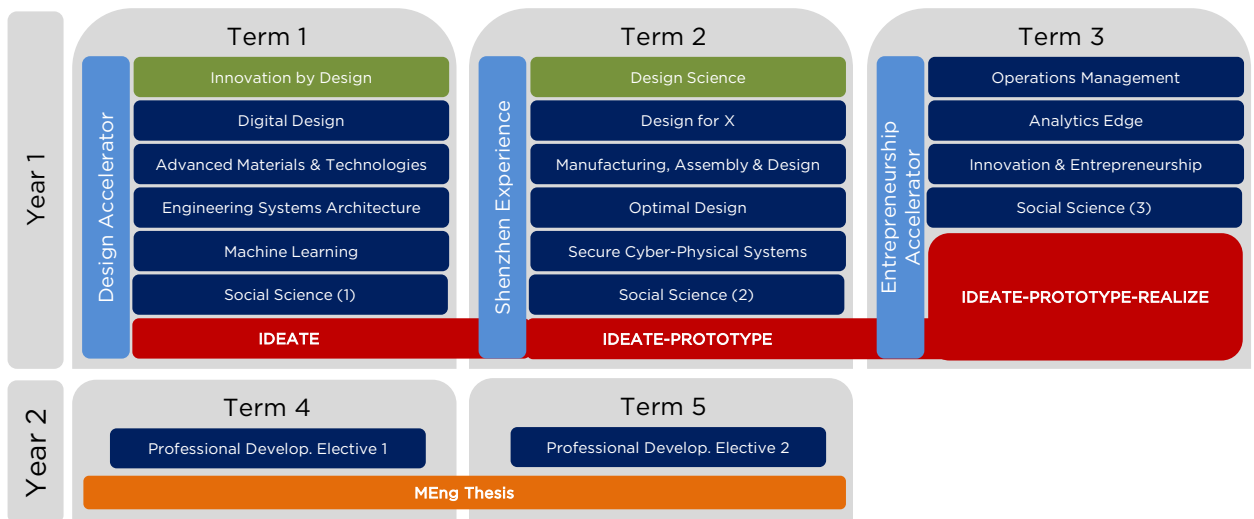 Year 1
Term 1
Design Accelerator
Innovation by Design
Digital Design
Advanced Materials & Technologies
Engineering Systems Architecture
Machine Learning
Social Science (1)
IDEATE
Term 2
Shenzhen Experience
Design Science
Design for X
Manufacturing, Assembly & Design
Optimal Design
Secure Cyber-Physical Systems
Social Science (2)
IDEATE-PROTOTYPE
Term 3
Entrepreneurship
Accelerator
Operations Management
Analytics Edge
Innovation & Entrepreneurship
Social Science (3)
IDEATE-PROTOTYPE-REALIZE
Year 2
Term 4
Professional Develop. Elective 1
Term 5
Professional Develop. Elective 2
MEng Thesis